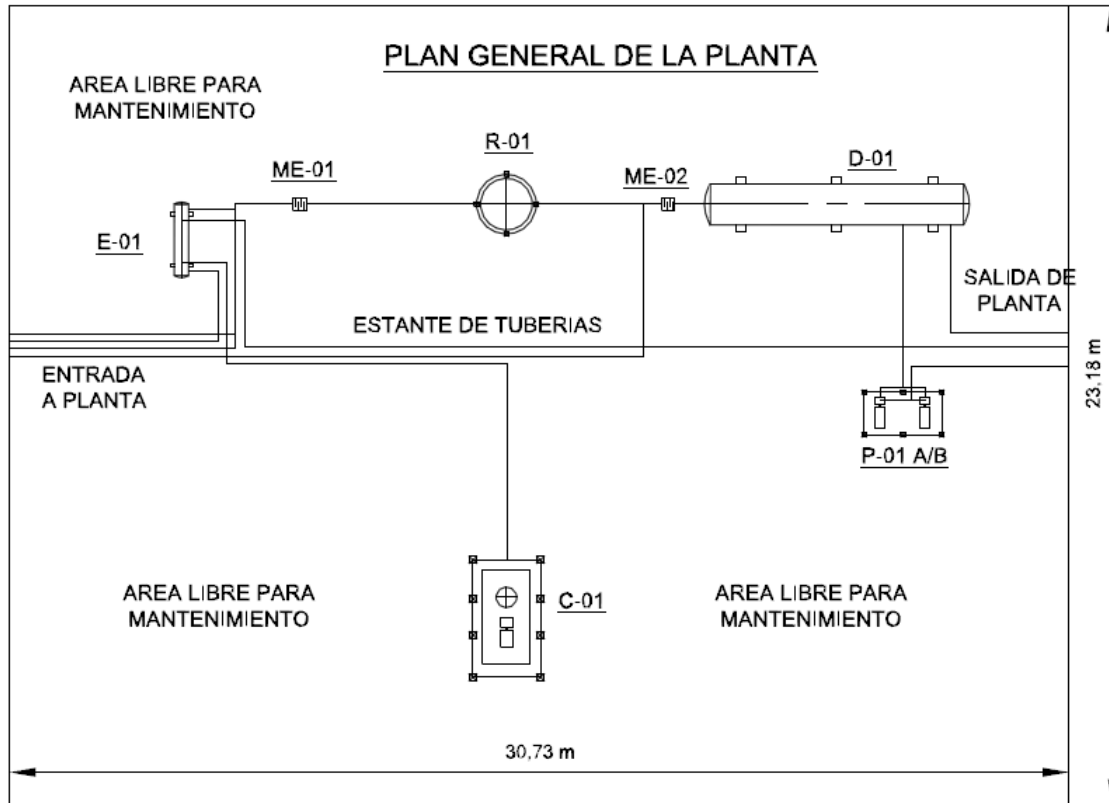 PLAN GENERAL DE LA PLANTA
AREA LIBRE PARA
MANTENIMIENTO
R-01
ME-01
ME-02
D-01
E-01
SALIDA DE
PLANTA
ESTANTE DE TUBERIAS
ENTRADA
A PLANTA
23.18 m
P-01 A/B
AREA LIBRE PARA
MANTENIMIENTO
C-01
AREA LIBRE PARA
MANTENIMIENTO
30,73 m